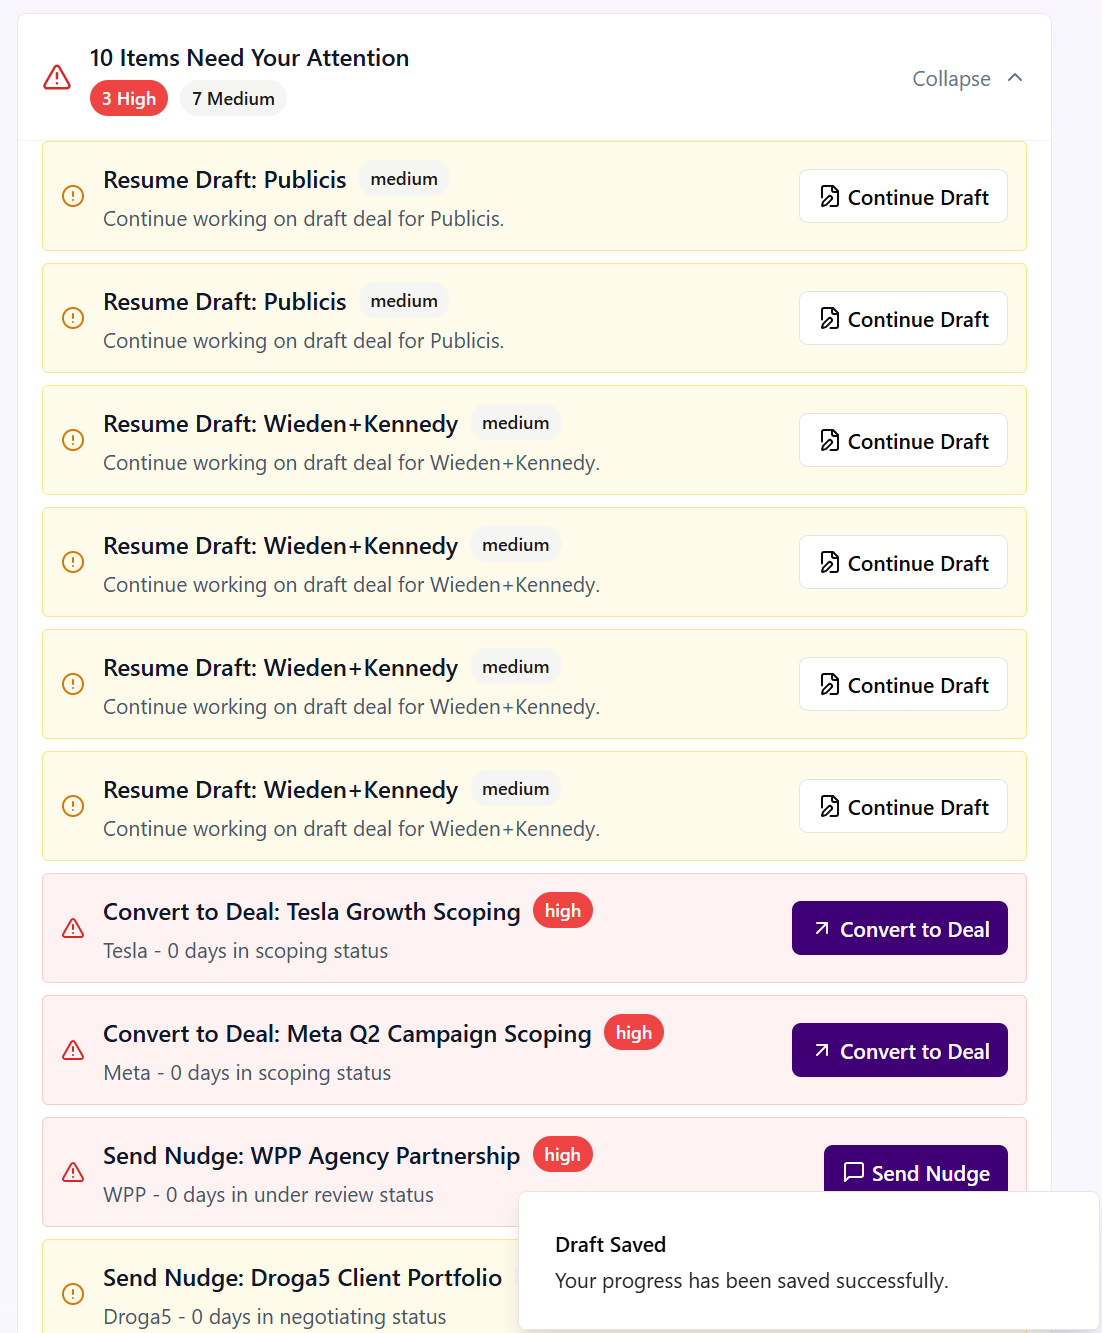 10 Items Need Your Attention
3 High 7 Medium
Collapse
Resume Draft: Publicis medium
Continue working on draft deal for Publicis.
Continue Draft
Resume Draft: Publicis medium
Continue working on draft deal for Publicis.
Continue Draft
Resume Draft: Wieden+Kennedy medium
Continue working on draft deal for Wieden+Kennedy.
Continue Draft
Resume Draft: Wieden+Kennedy medium
Continue working on draft deal for Wieden+Kennedy.
Continue Draft
Resume Draft: Wieden+Kennedy medium
Continue working on draft deal for Wieden+Kennedy.
Continue Draft
Resume Draft: Wieden+Kennedy medium
Continue working on draft deal for Wieden+Kennedy.
Continue Draft
Convert to Deal: Tesla Growth Scoping high
Tesla - 0 days in scoping status
Convert to Deal
Convert to Deal: Meta Q2 Campaign Scoping high
Meta - 0 days in scoping status
Convert to Deal
Send Nudge: WPP Agency Partnership high
WPP - 0 days in under review status
Send Nudge
Send Nudge: Droga5 Client Portfolio
Droga5 - 0 days in negotiating status
Draft Saved
Your progress has been saved successfully.